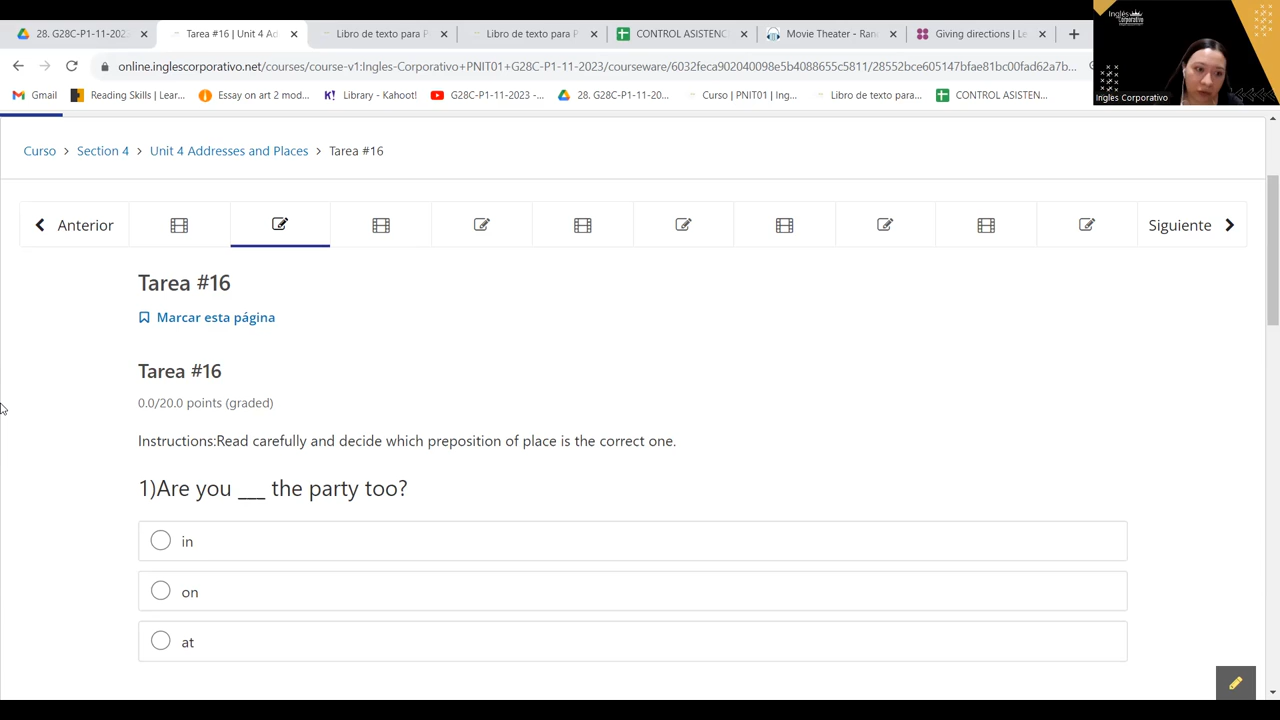 28. G28C-P1-11-202
Tarea #16 | Unit 4 Ad
Libro de texto para
Libro de texto para P
CONTROL ASISTENC
Movie Theater - Ran
Giving directions | Le
online.inglescorporativo.net/courses/course-v1:Ingles-Corporativo+PNIT01+G28C-P1-11-2023/courseware/6032feca902040098e5b4088655c5811/28552bce605147bfae81bc00fad62a7b...
Gmail
Reading Skills | Lear...
Essay on art 2 mod...
Library - Ka
G28C-P1-11-2023 -...
28. G28C-P1-11-20...
Curso | PNIT01 | Ing...
Libro de texto para...
CONTROL ASISTEN...
Inglés
Corporativo
Ingles Corporativo
Curso > Section 4 > Unit 4 Addresses and Places > Tarea #16
Anterior
Siguiente
Tarea #16
Marcar esta página
Tarea #16
0.0/20.0 points (graded)
Instructions:Read carefully and decide which preposition of place is the correct one.
1)Are you ___ the party too?
in
on
at